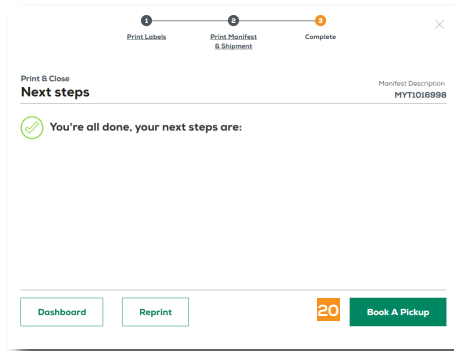 1 2 3
Print Labels Print Manifest & Shipment Complete
Print & Close
Next steps
Manifest Description
MYT1016998
You're all done, your next steps are:
Dashboard Reprint 20 Book A Pickup